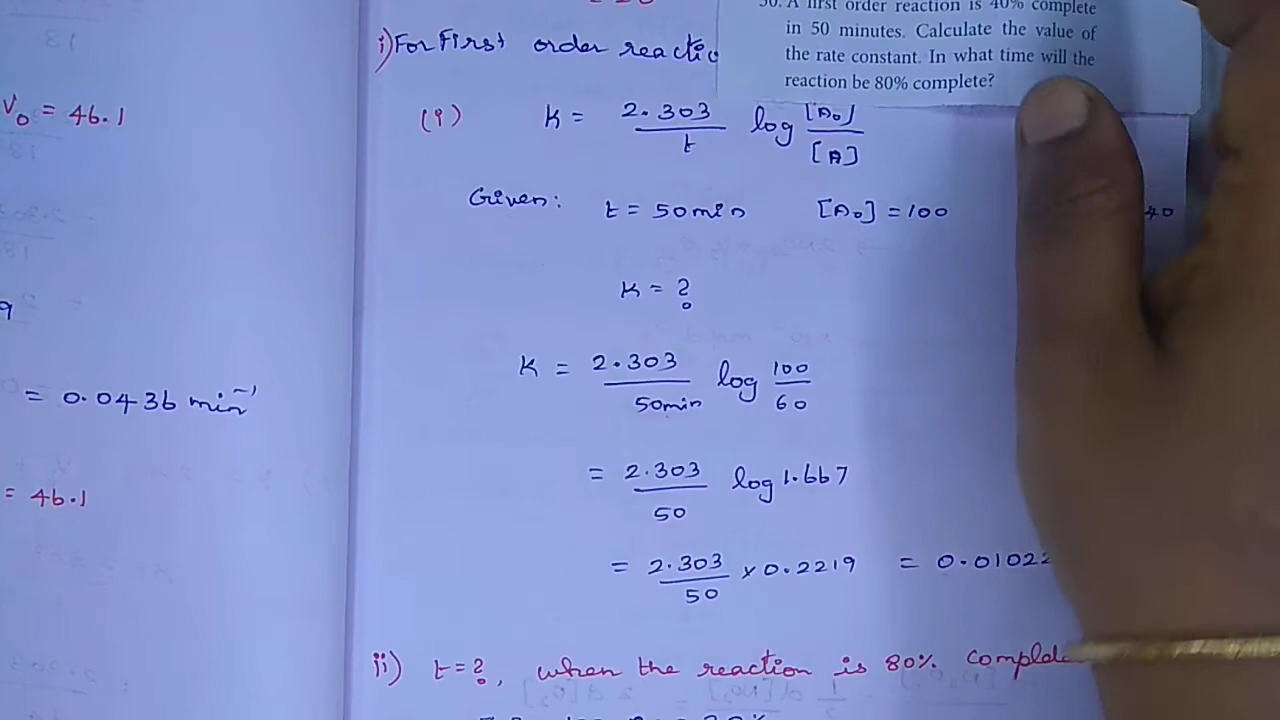 30. A first order reaction is 40% complete
in 50 minutes. Calculate the value of
the rate constant. In what time will the
reaction be 80% complete?
V₀ = 46.1
= 0.0436 min⁻¹
= 46.1
i) For First order reactio
(i) K = 2.303/t log [A₀]/[A]
Given: t = 50min [A₀] = 100 40
K = ?
K = 2.303/50min log 100/60
= 2.303/50 log 1.667
= 2.303/50 x 0.2219 = 0.01022
ii) t = ?, when the reaction is 80%